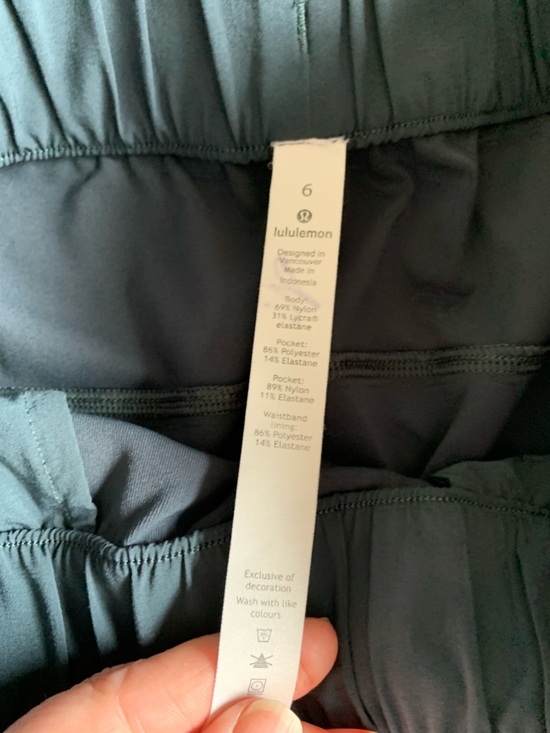 6
lululemon
Designed in
Vancouver
Made in
Indonesia
Body:
69% Nylon
31% Lycra®
elastane
Pocket:
86% Polyester
14% Elastane
Pocket:
89% Nylon
11% Elastane
Waistband
lining:
86% Polyester
14% Elastane
Exclusive of
decoration
Wash with like
colours